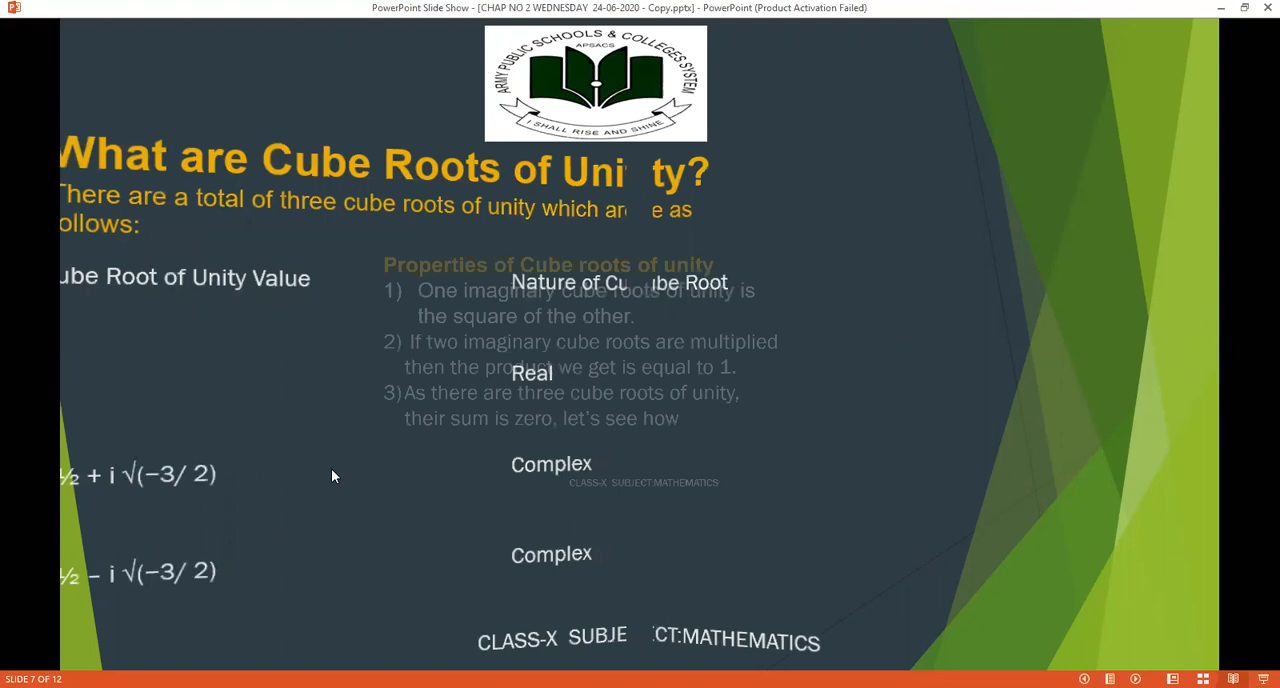 PowerPoint Slide Show - [CHAP NO 2 WEDNESDAY 24-06-2020 - Copy.pptx] - PowerPoint (Product Activation Failed)
ARMY PUBLIC SCHOOLS & COLLEGES SYSTEM
APSACS
I SHALL RISE AND SHINE
What are Cube Roots of Uni ty?
There are a total of three cube roots of unity which are e as
ollows:
ube Root of Unity Value
Nature of Cu ube Root
Properties of Cube roots of unity
1) One imaginary cube roots of unity is
the square of the other.
2) If two imaginary cube roots are multiplied
then the product we get is equal to 1.
Real
3) As there are three cube roots of unity,
their sum is zero, let's see how
½ + i √(−3/ 2)
Complex
CLASS-X SUBJECT:MATHEMATICS
½ – i √(−3/ 2)
Complex
CLASS-X SUBJE CT:MATHEMATICS
SLIDE 7 OF 12